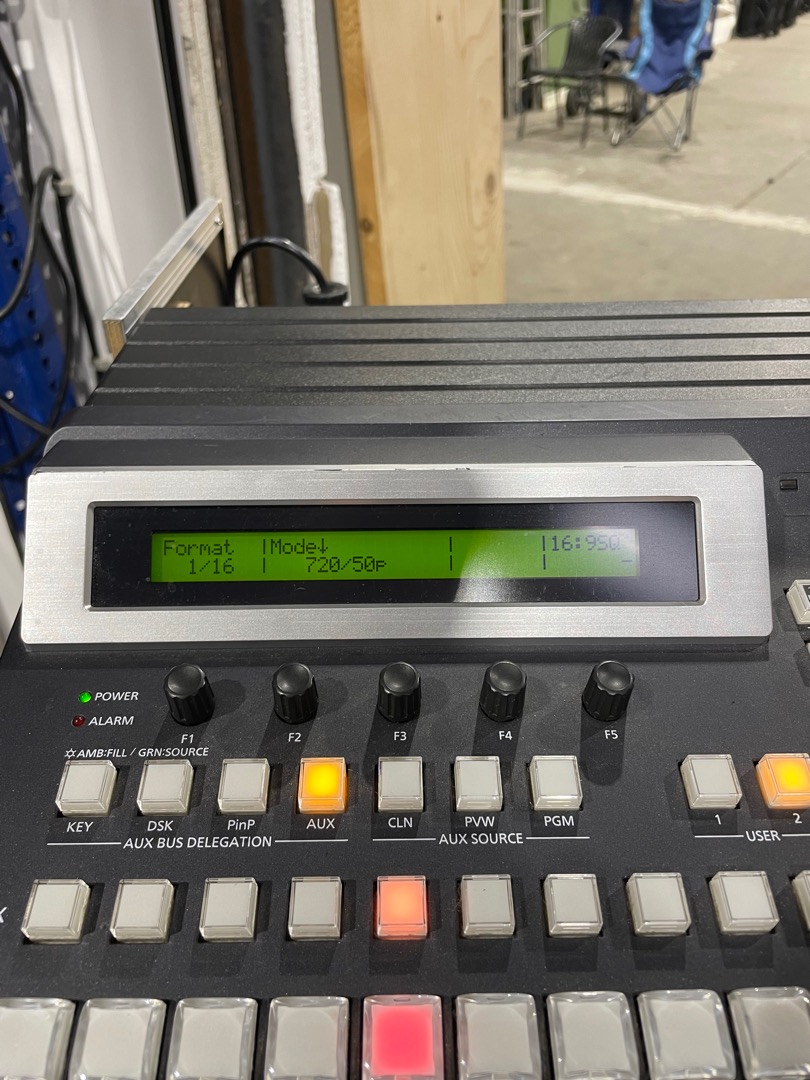 Format |Mode↓ | |16:9SQ
1/16 | 720/50p | | -
POWER
ALARM
F1 F2 F3 F4 F5
AMB:FILL / GRN:SOURCE
KEY DSK PinP AUX CLN PVW PGM 1 2
AUX BUS DELEGATION AUX SOURCE USER